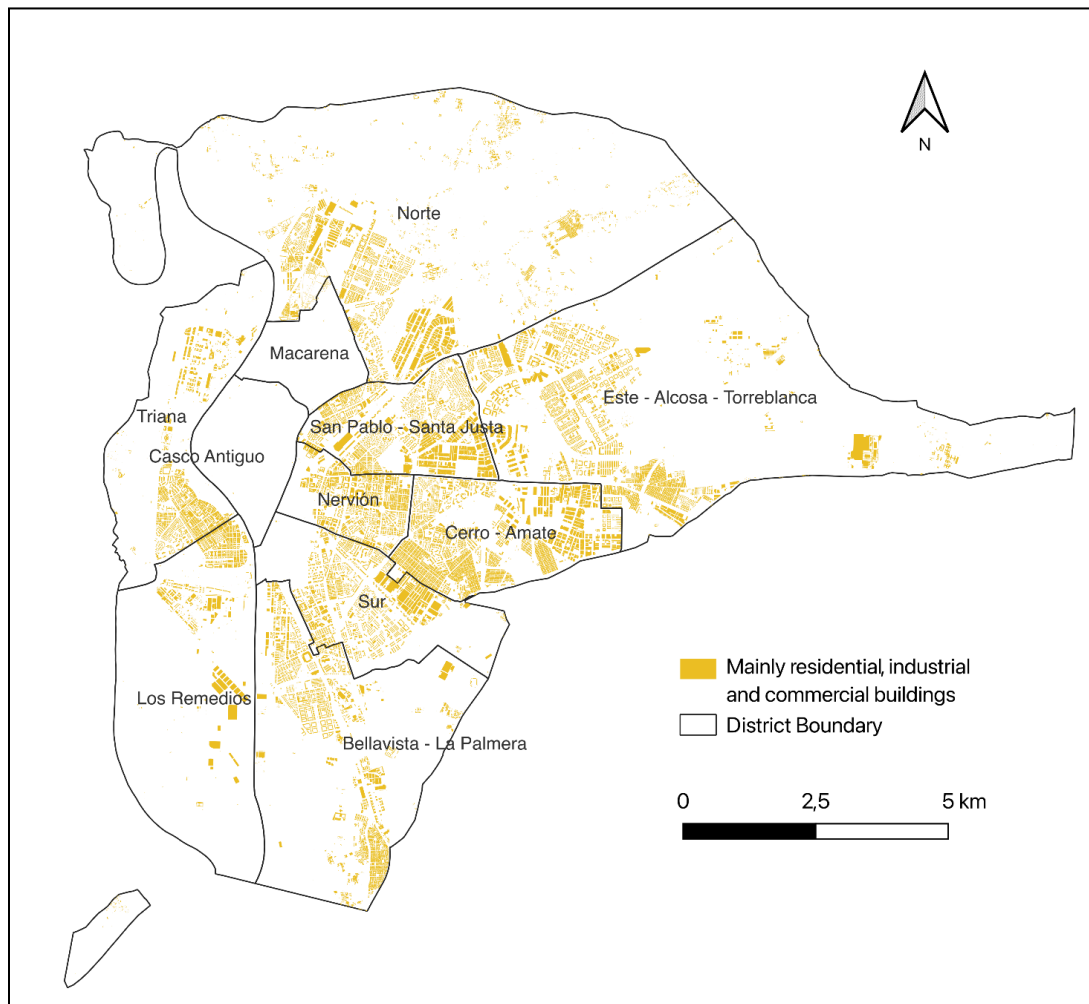 N
Norte
Macarena
Este - Alcosa - Torreblanca
Triana
San Pablo - Santa Justa
Casco Antiguo
Nervión
Cerro - Amate
Sur
Mainly residential, industrial
and commercial buildings
District Boundary
Los Remedios
Bellavista - La Palmera
0 2,5 5 km